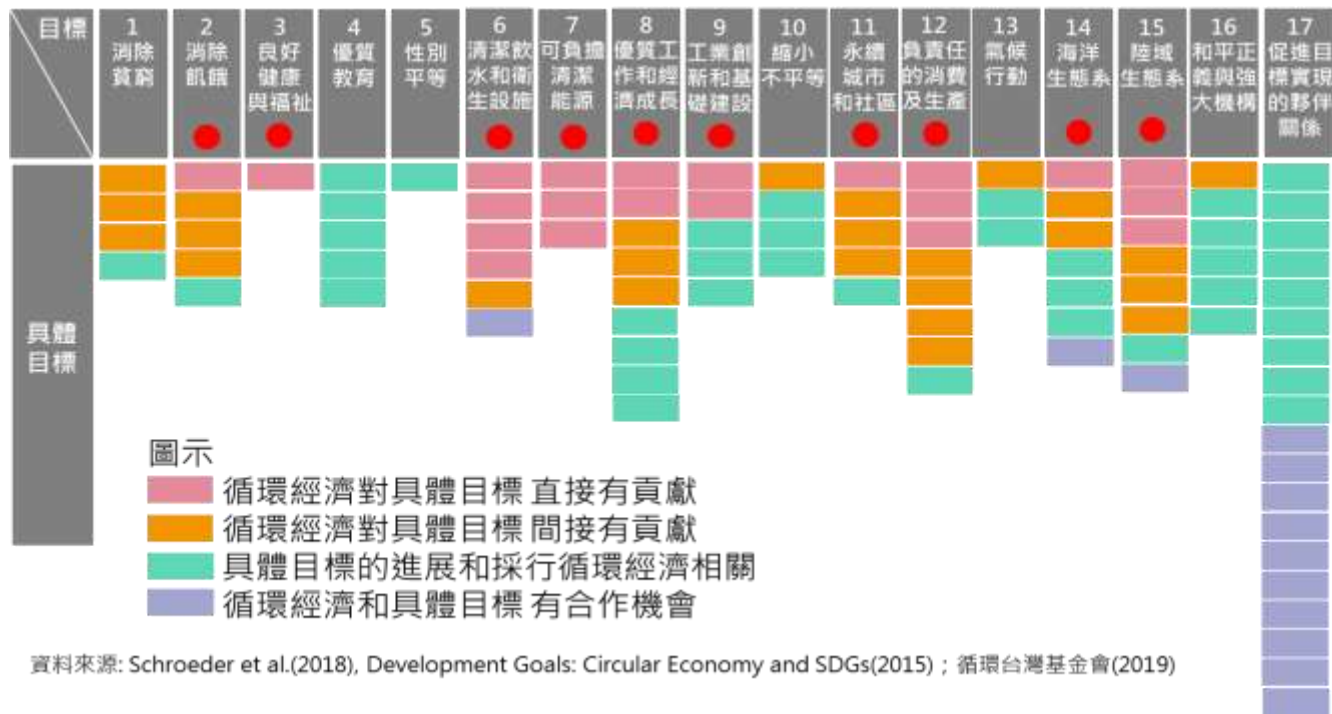 目標
1
消除
貧窮
2
消除
飢餓
3
良好
健康
與福祉
4
優質
教育
5
性別
平等
6
清潔飲
水和衛
生設施
7
可負擔
清潔
能源
8
優質工
作和經
濟成長
9
工業創
新和基
礎建設
10
縮小
不平等
11
永續
城市
和社區
12
負責任
的消費
及生產
13
氣候
行動
14
海洋
生態系
15
陸域
生態系
16
和平正
義與強
大機構
17
促進目
標實現
的夥伴
關係
具體
目標
圖示
循環經濟對具體目標 直接有貢獻
循環經濟對具體目標 間接有貢獻
具體目標的進展和採行循環經濟相關
循環經濟和具體目標 有合作機會
資料來源: Schroeder et al.(2018), Development Goals: Circular Economy and SDGs(2015)；循環台灣基金會(2019)